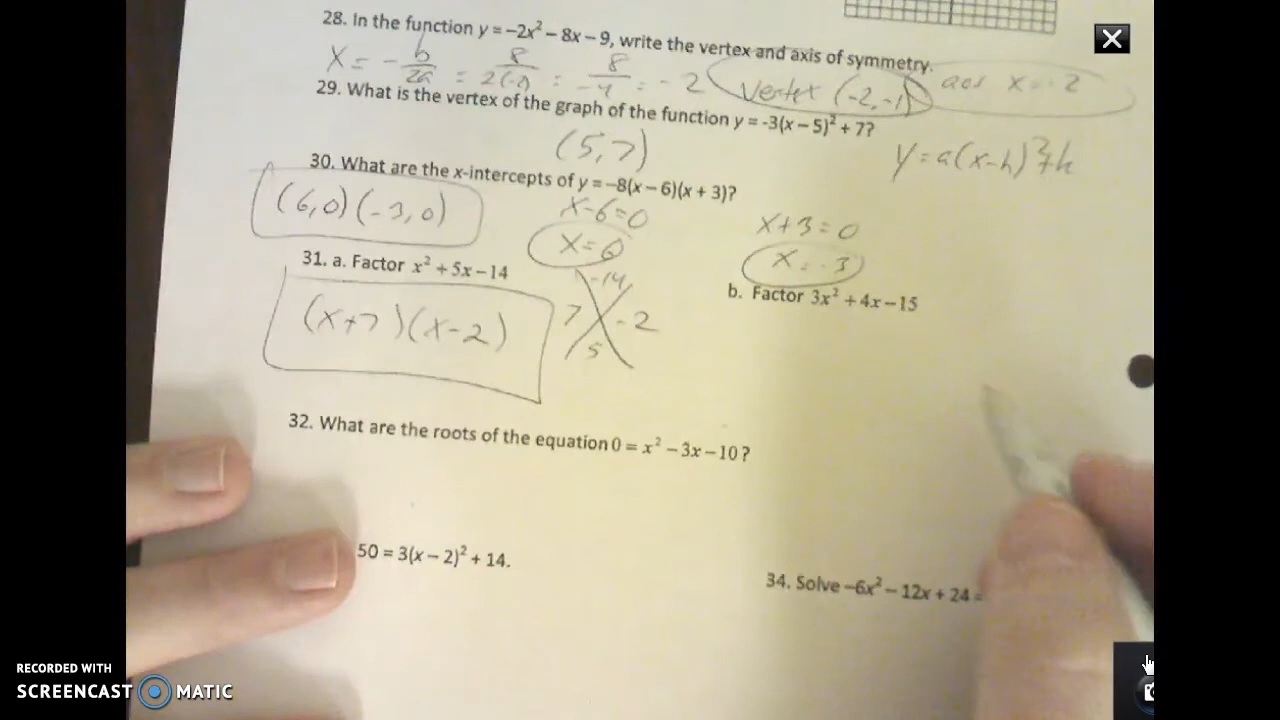 28. In the function y = −2x² − 8x − 9, write the vertex and axis of symmetry.
x = − b/2a = 8/2(-2) = 8/-4 = -2 vertex (-2, -1) aos x = -2
29. What is the vertex of the graph of the function y = -3(x − 5)² + 7?
(5, 7) y = a(x-h)²+k
30. What are the x-intercepts of y = −8(x − 6)(x + 3)?
(6, 0) (-3, 0) x-6=0 x+3=0
x=6 x=-3
31. a. Factor x² + 5x − 14 b. Factor 3x² + 4x − 15
(x+7)(x-2) -14
7 -2
5
32. What are the roots of the equation 0 = x² − 3x − 10?
50 = 3(x − 2)² + 14.
34. Solve −6x² − 12x + 24 =
RECORDED WITH
SCREENCAST MATIC